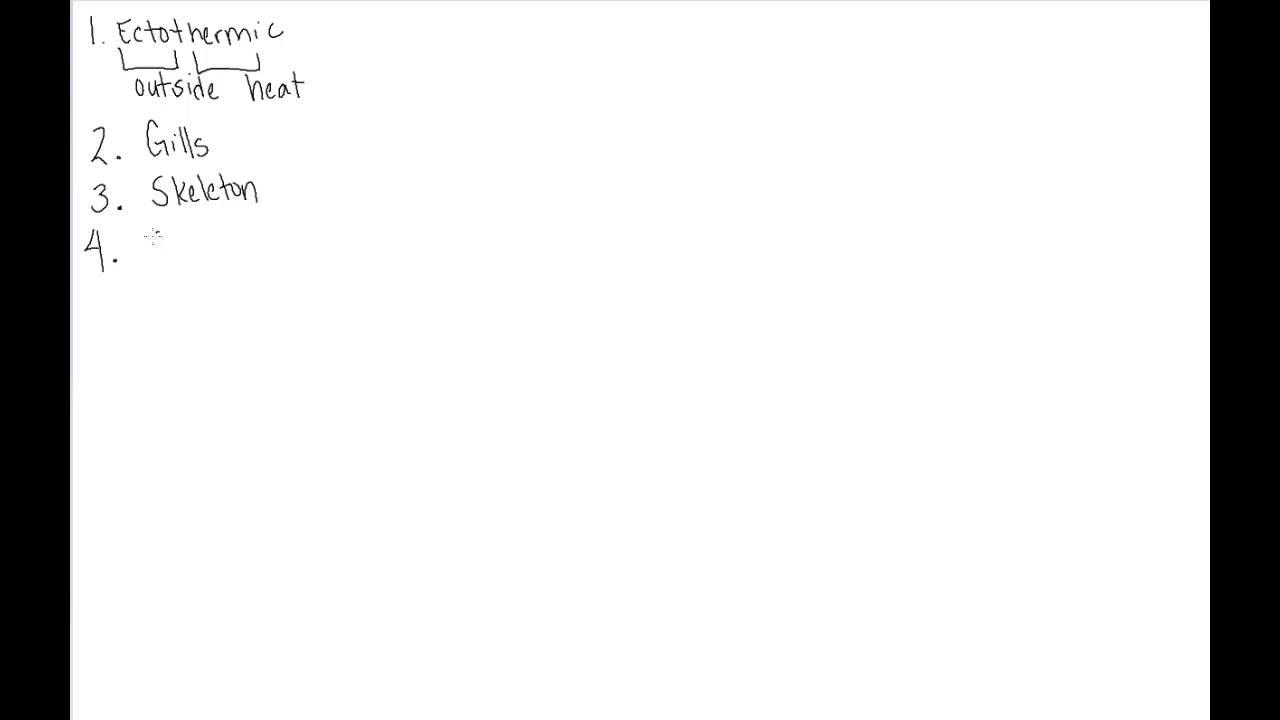 1. Ectothermic
outside heat
2. Gills
3. Skeleton
4.